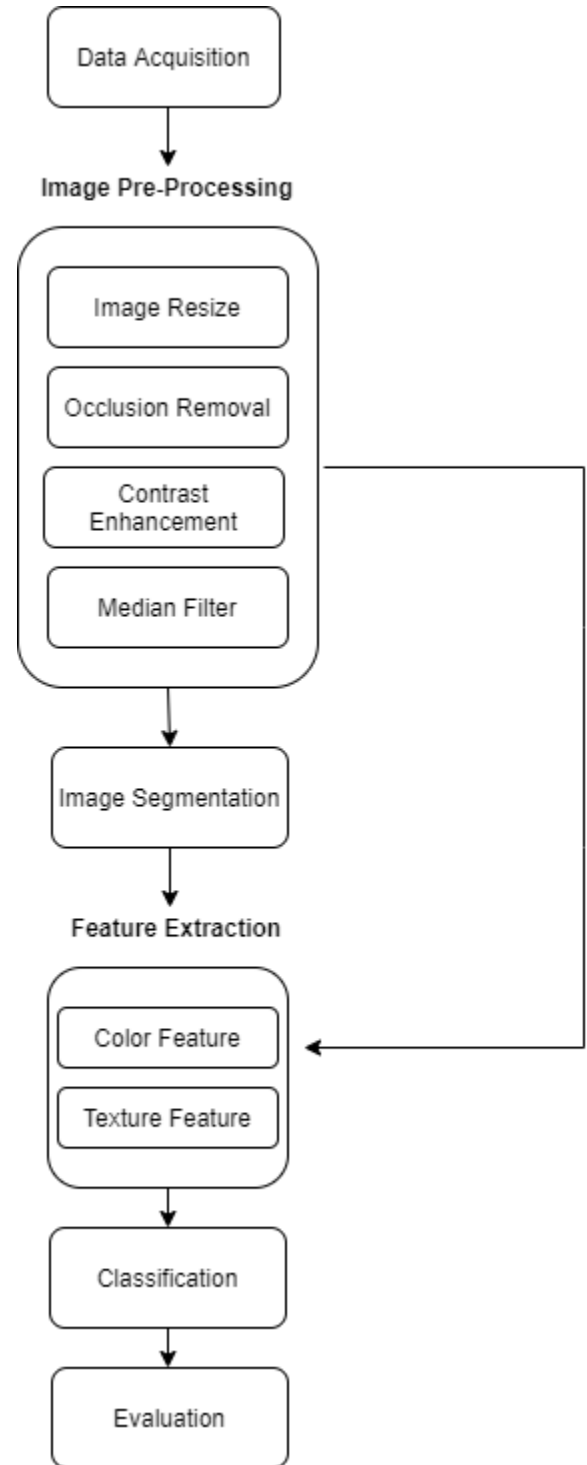 Data Acquisition
Image Pre-Processing
Image Resize
Occlusion Removal
Contrast
Enhancement
Median Filter
Image Segmentation
Feature Extraction
Color Feature
Texture Feature
Classification
Evaluation